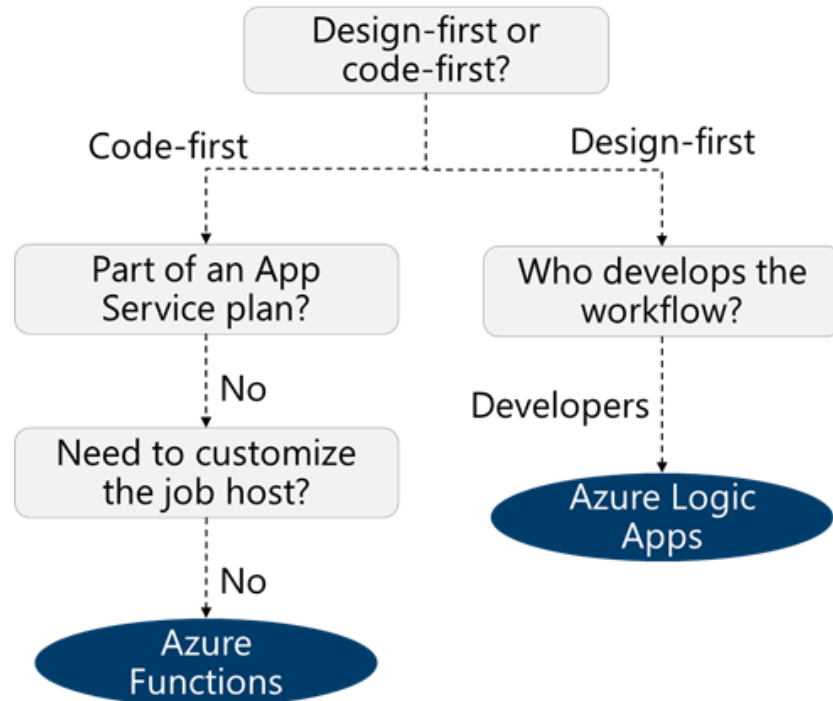 Design-first or
code-first?
Code-first
Design-first
Part of an App
Service plan?
Who develops the
workflow?
No
Developers
Need to customize
the job host?
Azure Logic
Apps
No
Azure
Functions